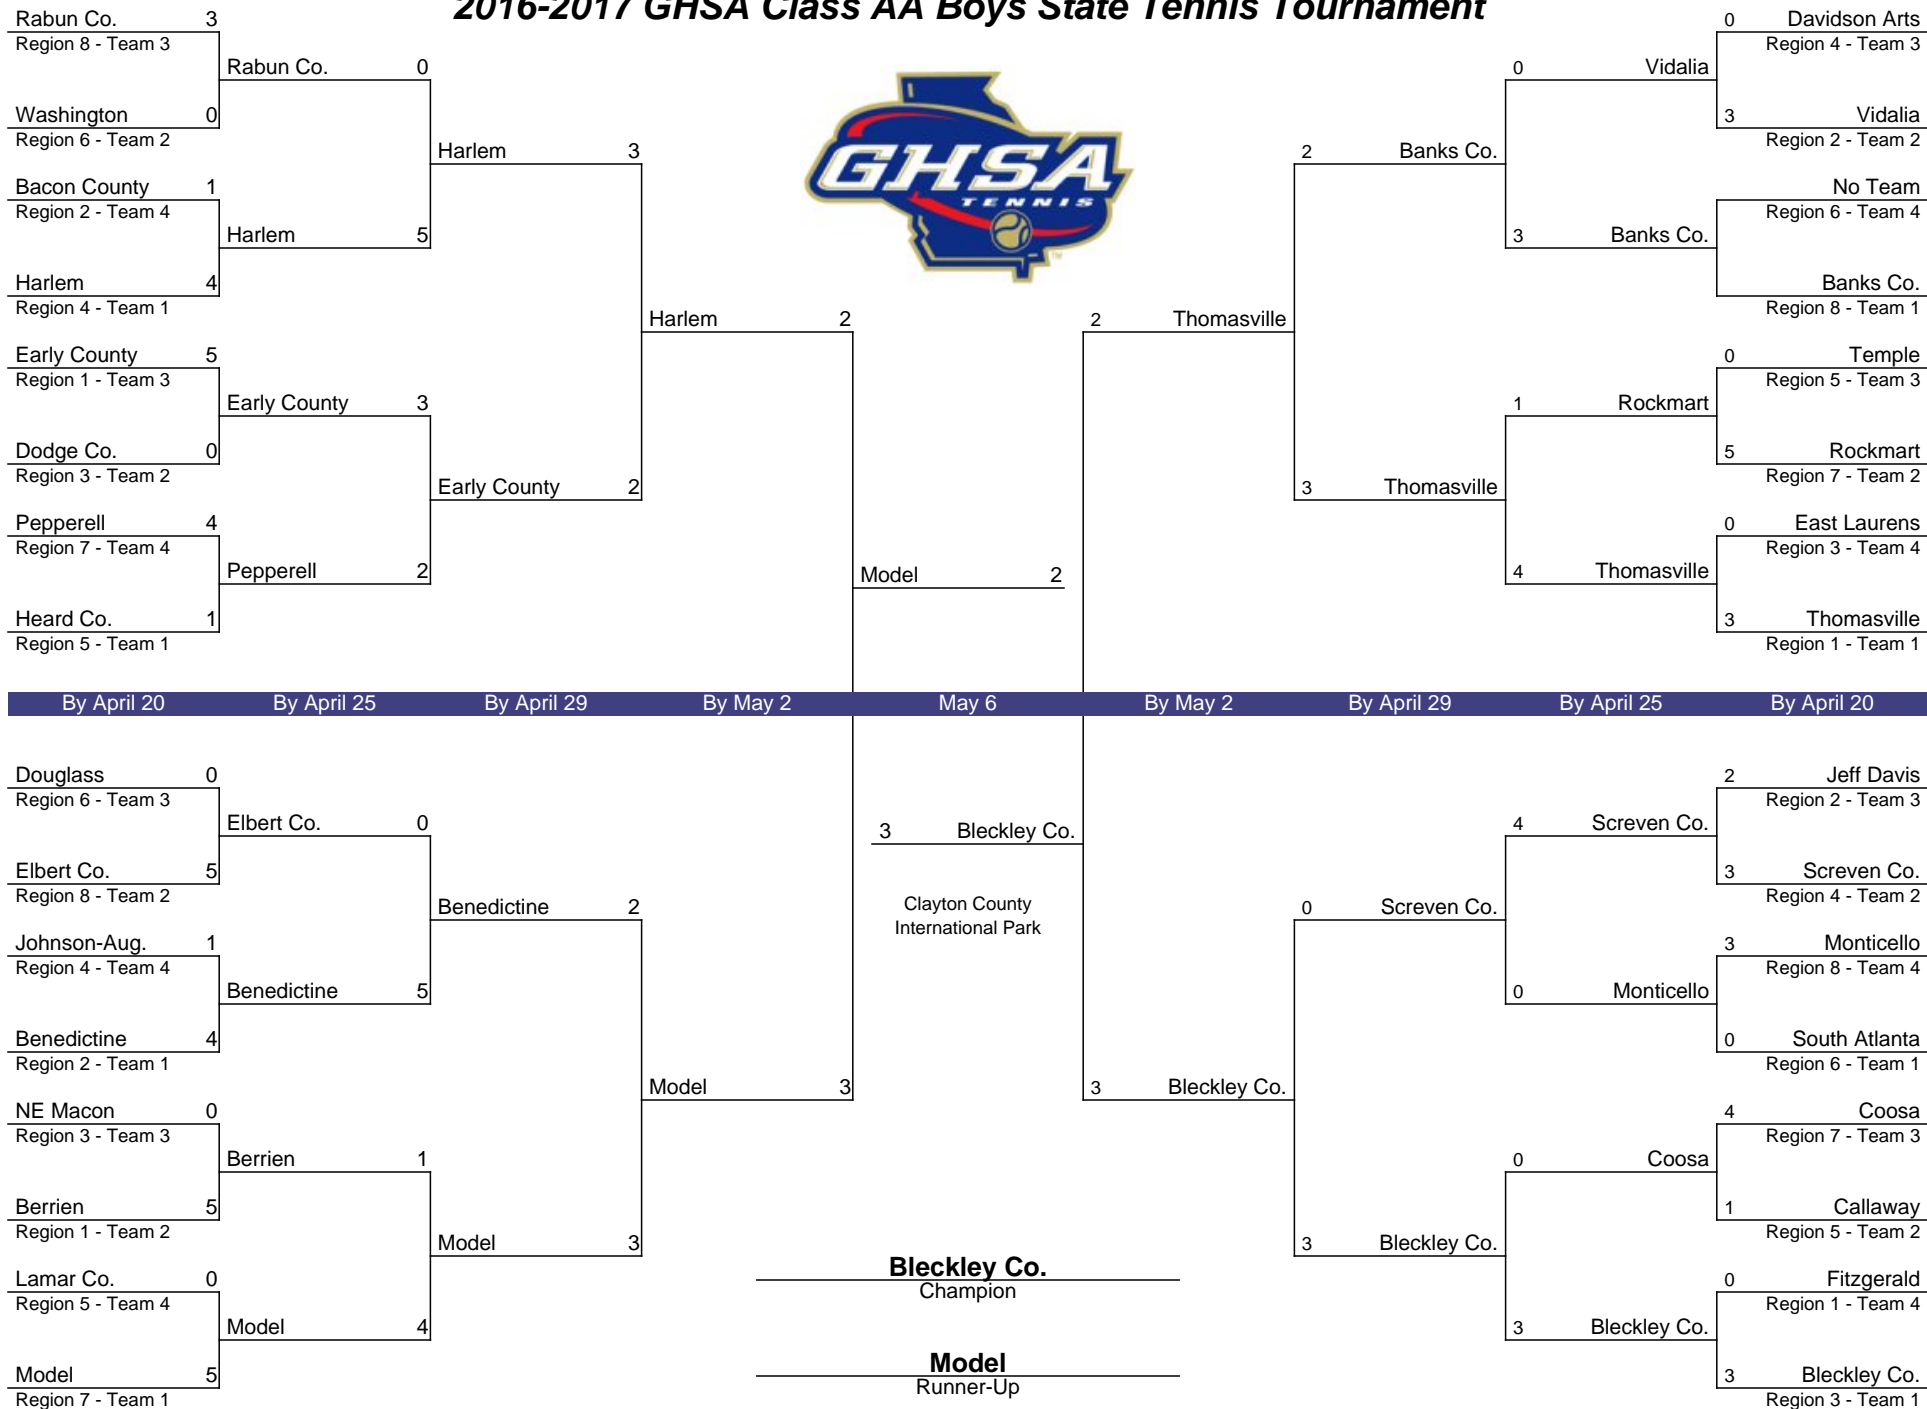 2016-2017 GHSA Class AA Boys State Tennis Tournament
Rabun Co. 3
Region 8 - Team 3
Washington 0
Region 6 - Team 2
Bacon County 1
Region 2 - Team 4
Harlem 4
Region 4 - Team 1
Early County 5
Region 1 - Team 3
Dodge Co. 0
Region 3 - Team 2
Pepperell 4
Region 7 - Team 4
Heard Co. 1
Region 5 - Team 1
Rabun Co. 0
Harlem 5
Early County 3
Pepperell 2
Harlem 3
Early County 2
Harlem 2
Model 2
GHSA
TENNIS
TM
2 Thomasville
2 Banks Co.
3 Thomasville
0 Vidalia
3 Banks Co.
1 Rockmart
4 Thomasville
0 Davidson Arts
Region 4 - Team 3
3 Vidalia
Region 2 - Team 2
No Team
Region 6 - Team 4
Banks Co.
Region 8 - Team 1
0 Temple
Region 5 - Team 3
5 Rockmart
Region 7 - Team 2
0 East Laurens
Region 3 - Team 4
3 Thomasville
Region 1 - Team 1
By April 20 By April 25 By April 29 By May 2 May 6 By May 2 By April 29 By April 25 By April 20
Douglass 0
Region 6 - Team 3
Elbert Co. 5
Region 8 - Team 2
Johnson-Aug. 1
Region 4 - Team 4
Benedictine 4
Region 2 - Team 1
NE Macon 0
Region 3 - Team 3
Berrien 5
Region 1 - Team 2
Lamar Co. 0
Region 5 - Team 4
Model 5
Region 7 - Team 1
Elbert Co. 0
Benedictine 5
Berrien 1
Model 4
Benedictine 2
Model 3
Model 3
3 Bleckley Co.
Clayton County
International Park
Bleckley Co.
Champion
Model
Runner-Up
3 Bleckley Co.
0 Screven Co.
3 Bleckley Co.
4 Screven Co.
0 Monticello
0 Coosa
3 Bleckley Co.
2 Jeff Davis
Region 2 - Team 3
3 Screven Co.
Region 4 - Team 2
3 Monticello
Region 8 - Team 4
0 South Atlanta
Region 6 - Team 1
4 Coosa
Region 7 - Team 3
1 Callaway
Region 5 - Team 2
0 Fitzgerald
Region 1 - Team 4
3 Bleckley Co.
Region 3 - Team 1